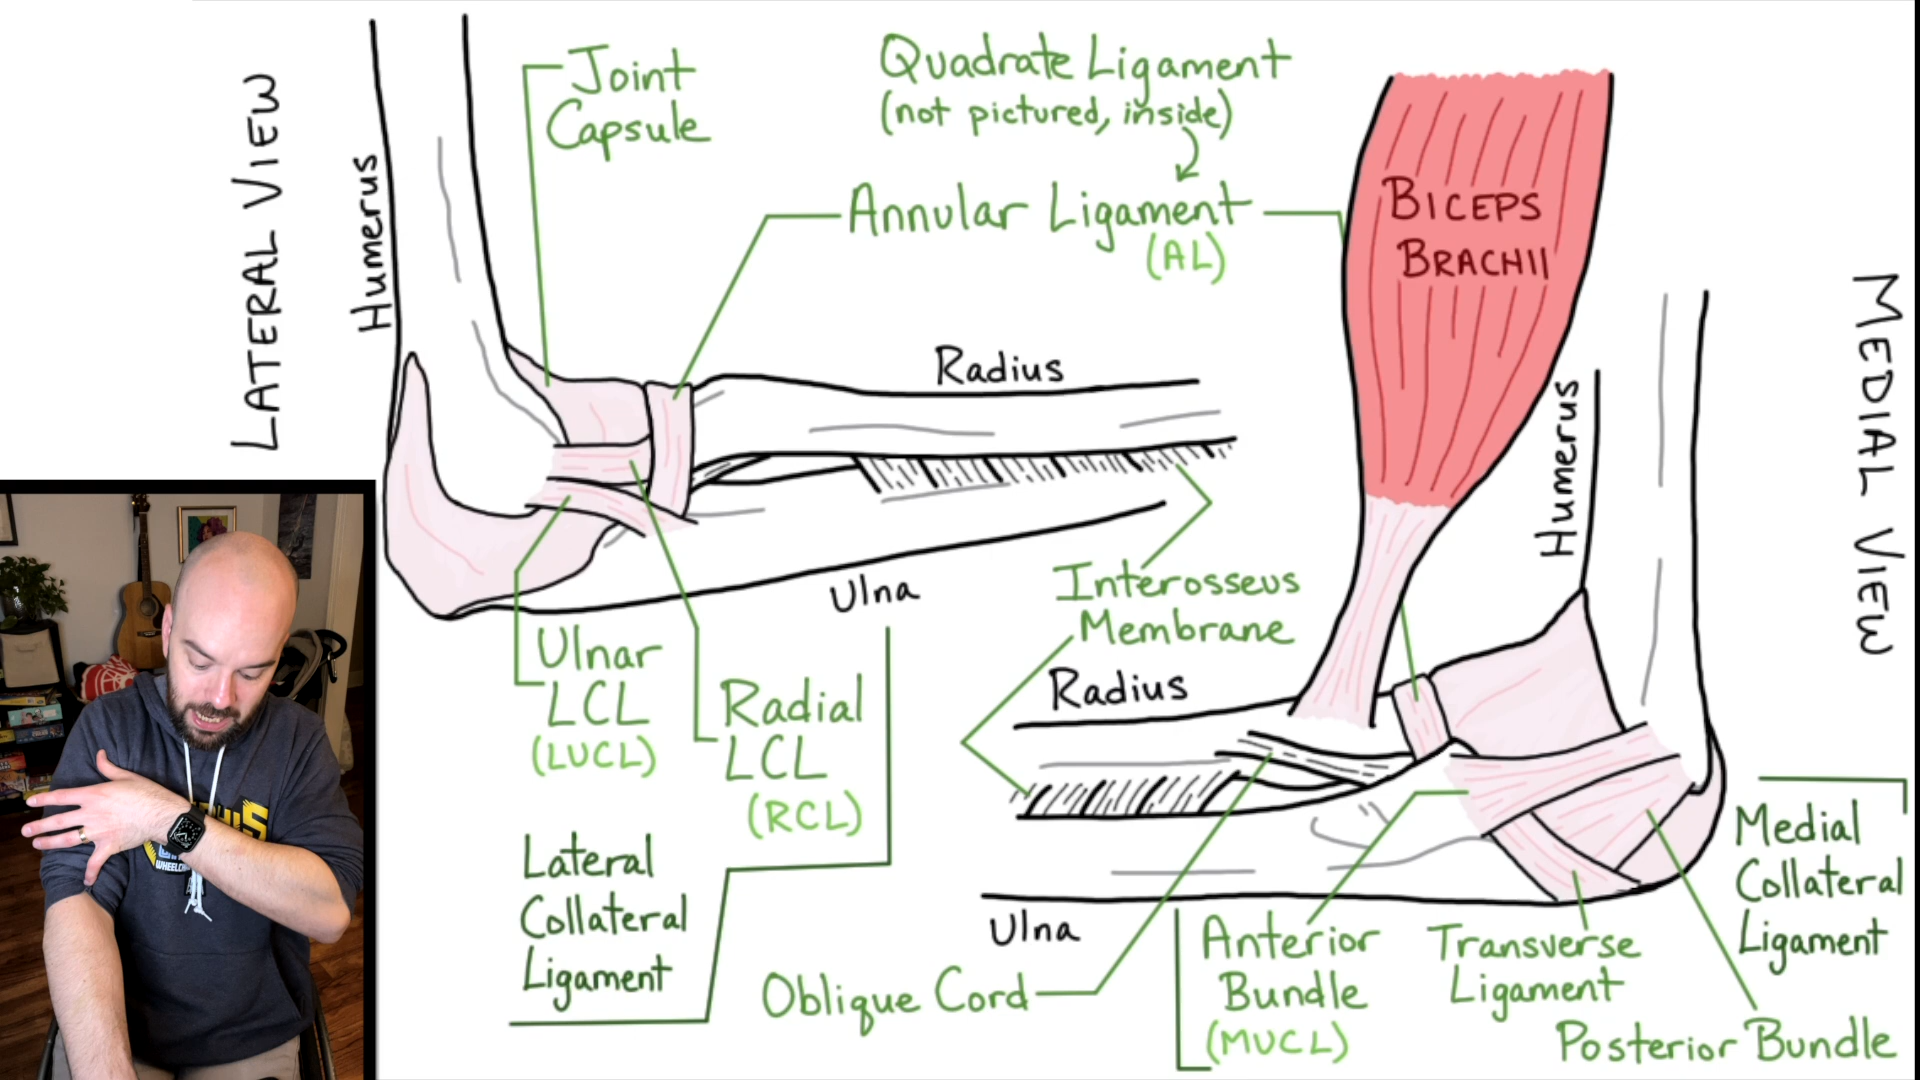 LATERAL VIEW
Humerus
Joint
Capsule
Quadrate Ligament
(not pictured, inside)
Annular Ligament
(AL)
Radius
Ulna
Interosseus
Membrane
Ulnar
LCL
(LUCL)
Radial
LCL
(RCL)
Lateral
Collateral
Ligament
BICEPS
BRACHII
MEDIAL VIEW
Humerus
Radius
Ulna
Oblique Cord
Anterior
Bundle
(MUCL)
Transverse
Ligament
Posterior Bundle
Medial
Collateral
Ligament